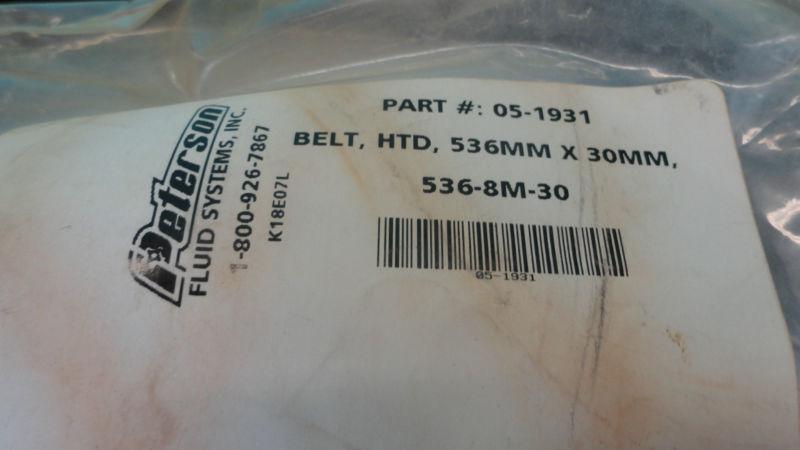 PART #: 05-1931
BELT, HTD, 536MM X 30MM,
536-8M-30
05-1931
Peterson
FLUID SYSTEMS, INC.
1-800-926-7867
K18E07L